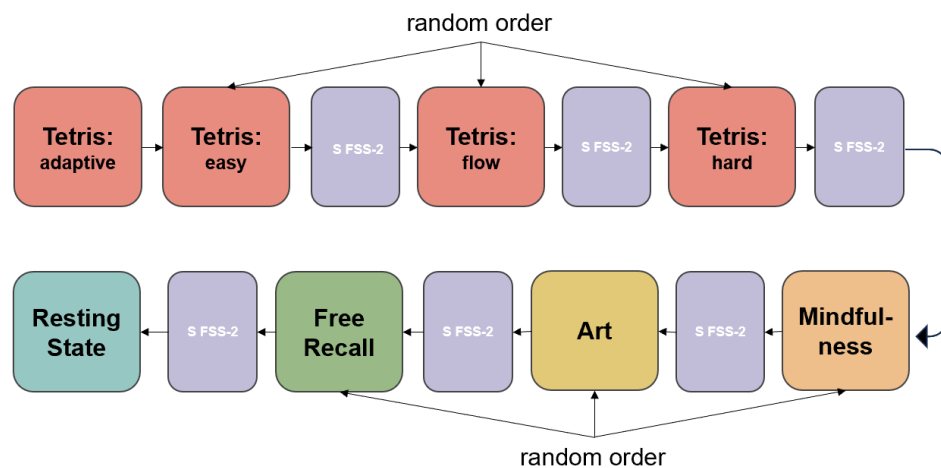 random order
Tetris:
adaptive
Tetris:
easy
S FSS-2
Tetris:
flow
S FSS-2
Tetris:
hard
S FSS-2
Resting
State
S FSS-2
Free
Recall
S FSS-2
Art
S FSS-2
Mindful-
ness
random order